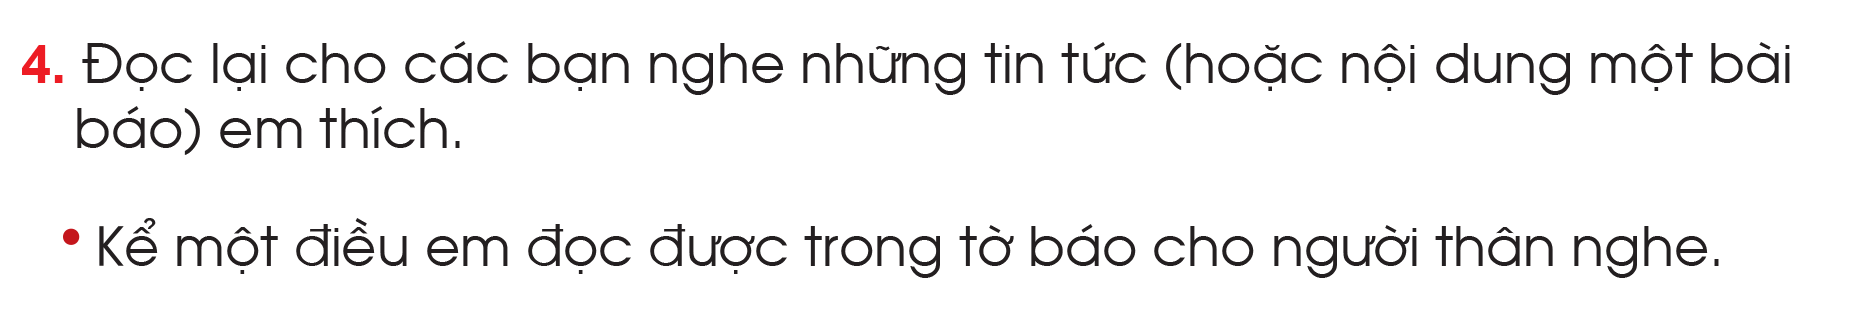 4. Đọc lại cho các bạn nghe những tin tức (hoặc nội dung một bài
báo) em thích.
• Kể một điều em đọc được trong tờ báo cho người thân nghe.